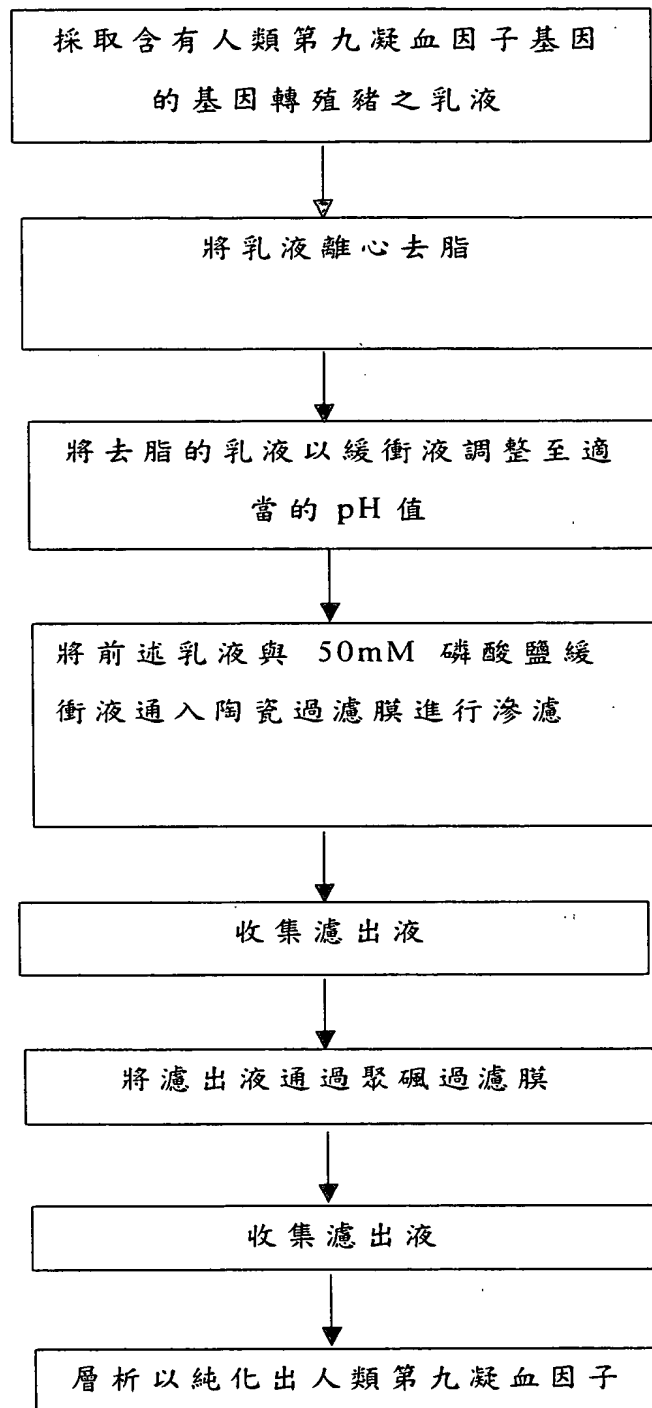 採取含有人類第九凝血因子基因
的基因轉殖豬之乳液
將乳液離心去脂
將去脂的乳液以緩衝液調整至適
當的 pH 值
將前述乳液與 50mM 磷酸鹽緩
衝液通入陶瓷過濾膜進行滲濾
收集濾出液
將濾出液通過聚碸過濾膜
收集濾出液
層析以純化出人類第九凝血因子